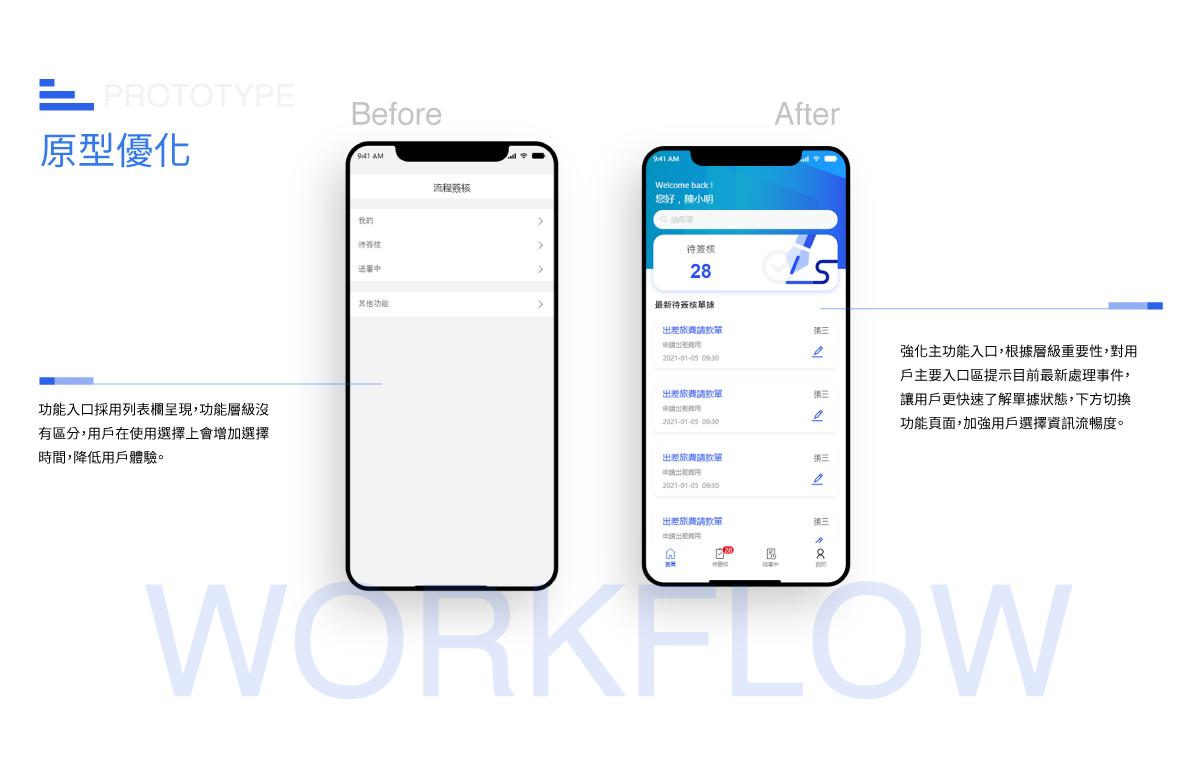 PROTOTYPE
原型優化
Before
After
9:41 AM
流程簽核
我的
待簽核
送審中
其他功能
功能入口採用列表欄呈現,功能層級沒
有區分,用戶在使用選擇上會增加選擇
時間,降低用戶體驗。
9:41 AM
Welcome back !
您好 , 陳小明
請假單
待簽核
28
最新待簽核單據
出差旅費請款單
張三
申請出差費用
2021-01-05 09:30
出差旅費請款單
張三
申請出差費用
2021-01-05 09:30
出差旅費請款單
張三
申請出差費用
2021-01-05 09:30
出差旅費請款單
張三
申請出差費用
28
首頁
待簽核
送審中
我的
強化主功能入口,根據層級重要性,對用
戶主要入口區提示目前最新處理事件,
讓用戶更快速了解單據狀態,下方切換
功能頁面,加強用戶選擇資訊流暢度。
WORKFLOW